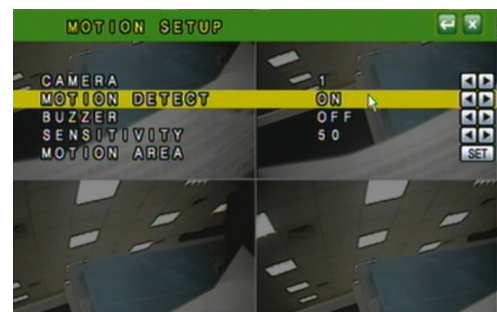 MOTION SETUP
CAMERA 1
MOTION DETECT ON
BUZZER OFF
SENSITIVITY 50
MOTION AREA SET